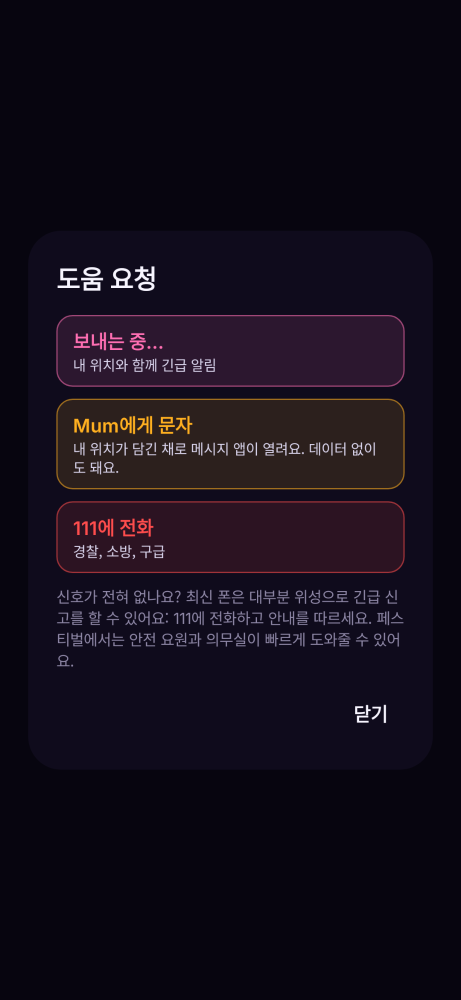 도움 요청
보내는 중...
내 위치와 함께 긴급 알림
Mum에게 문자
내 위치가 담긴 채로 메시지 앱이 열려요. 데이터 없이
도 돼요.
111에 전화
경찰, 소방, 구급
신호가 전혀 없나요? 최신 폰은 대부분 위성으로 긴급 신
고를 할 수 있어요: 111에 전화하고 안내를 따르세요. 페스
티벌에서는 안전 요원과 의무실이 빠르게 도와줄 수 있어
요.
닫기